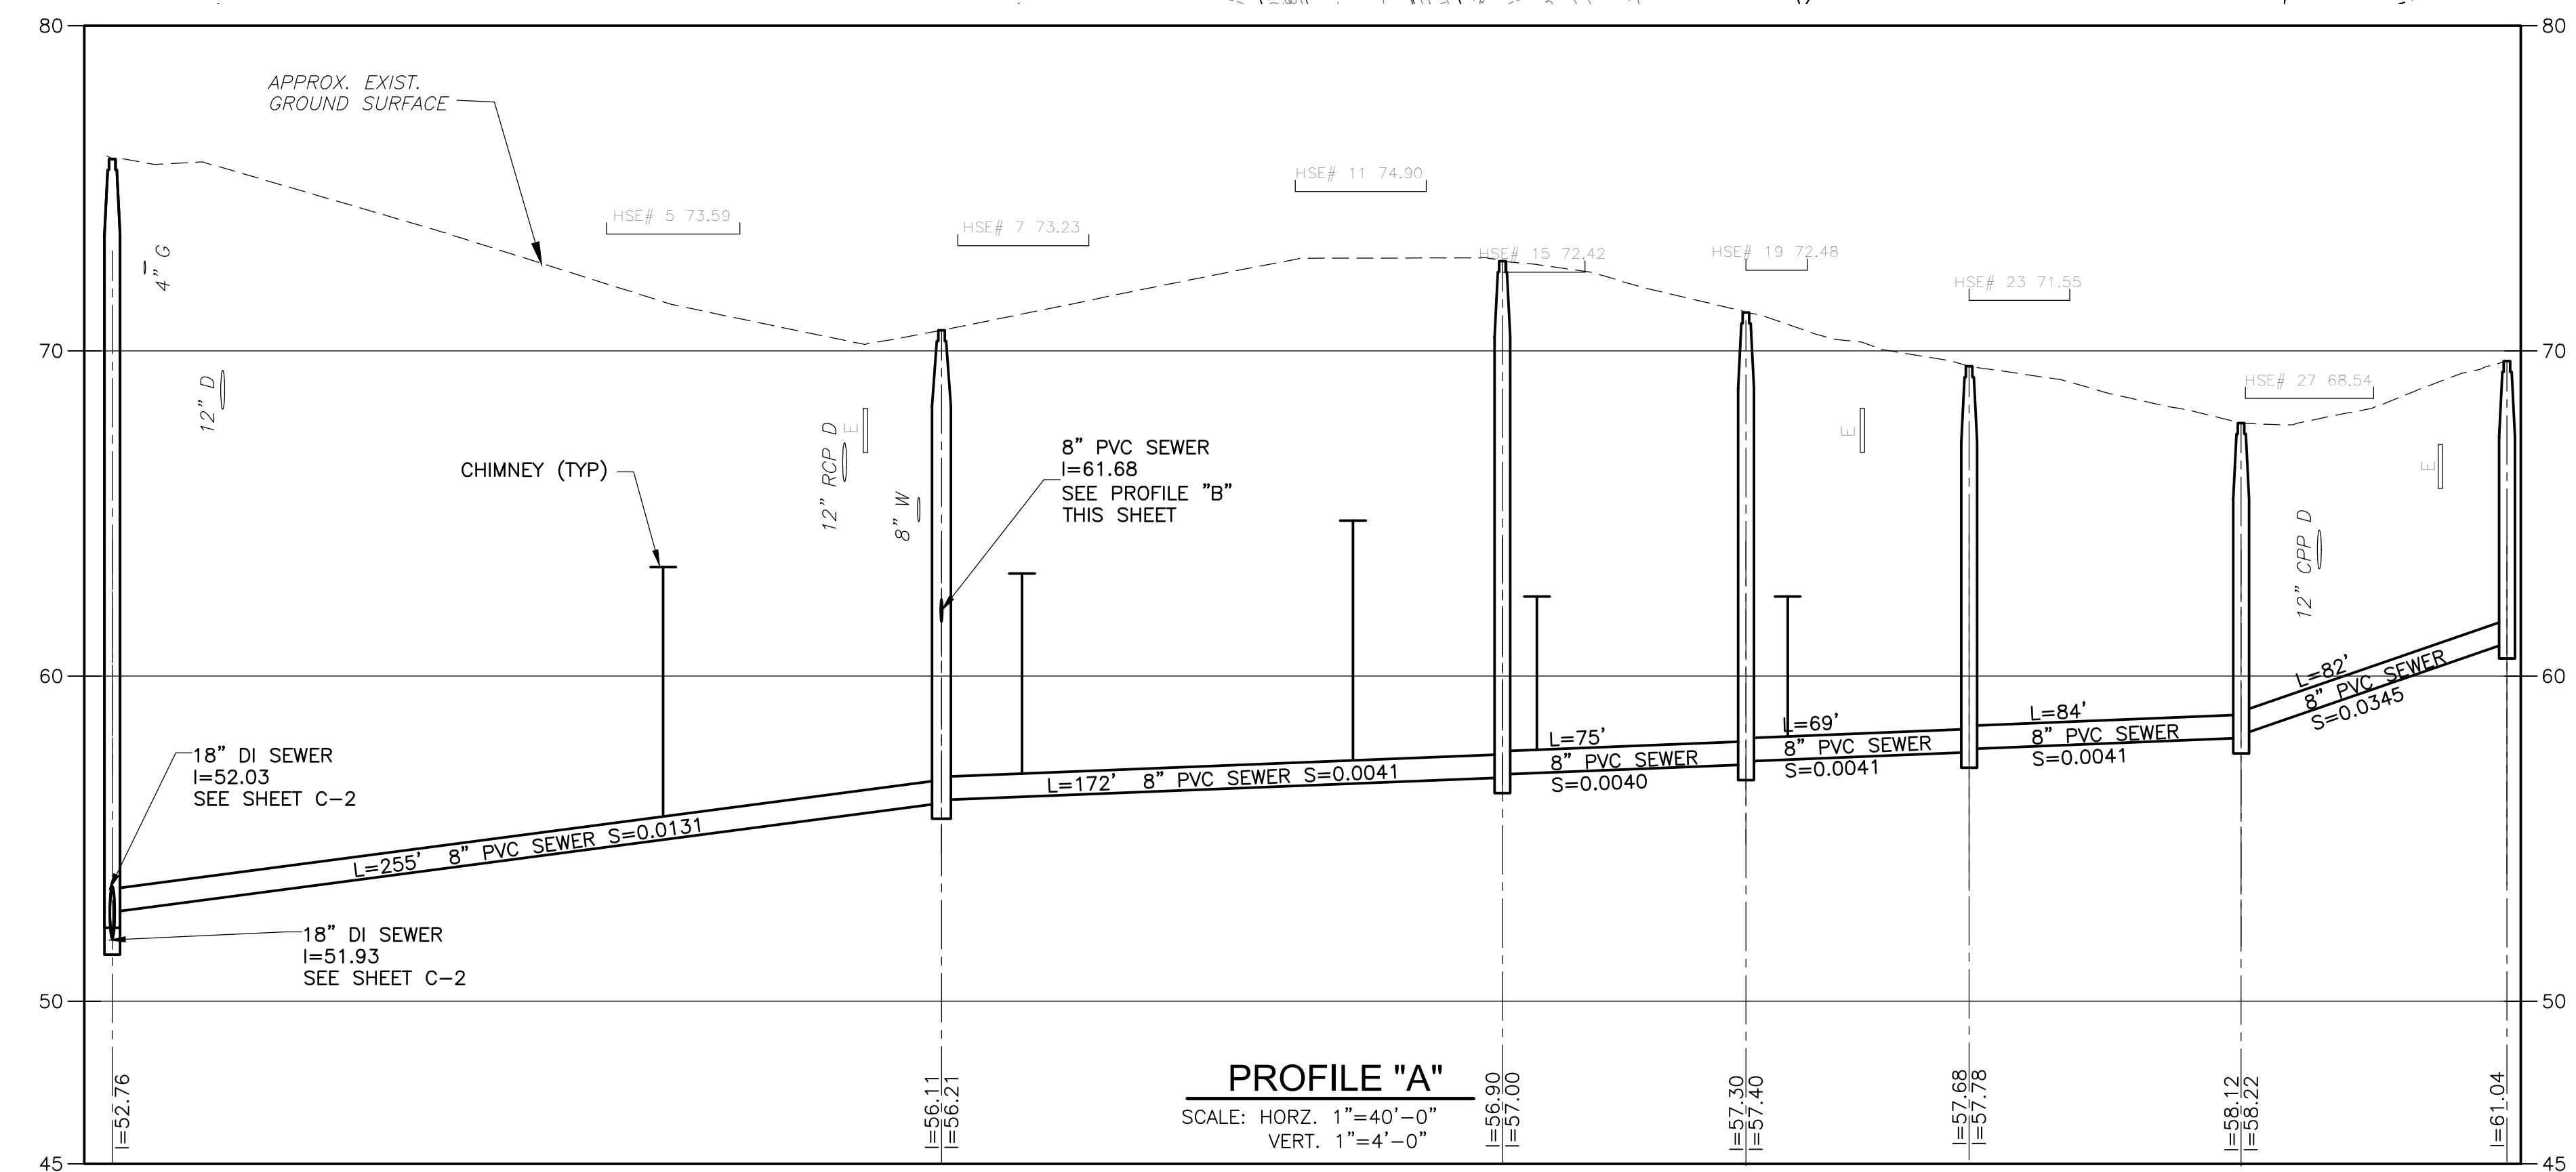 80
80
APPROX. EXIST.
GROUND SURFACE
HSE# 11 74.90
HSE# 5 73.59
HSE# 7 73.23
HSE# 15 72.42
HSE# 19 72.48
HSE# 23 71.55
4" G
70
70
HSE# 27 68.54
12" D
12" RCP D
E
8" W
E
E
CHIMNEY (TYP)
8" PVC SEWER
I=61.68
SEE PROFILE "B"
THIS SHEET
12" CPP D
60
60
L=82'
8" PVC SEWER
S=0.0345
L=84'
8" PVC SEWER
S=0.0041
L=69'
8" PVC SEWER
S=0.0041
L=75'
8" PVC SEWER
S=0.0040
L=172' 8" PVC SEWER S=0.0041
L=255' 8" PVC SEWER S=0.0131
18" DI SEWER
I=52.03
SEE SHEET C-2
18" DI SEWER
I=51.93
SEE SHEET C-2
50
50
I=52.76
I=56.11
I=56.21
PROFILE "A"
SCALE: HORZ. 1"=40'-0"
VERT. 1"=4'-0"
I=56.90
I=57.00
I=57.30
I=57.40
I=57.68
I=57.78
I=58.12
I=58.22
I=61.04
45
45